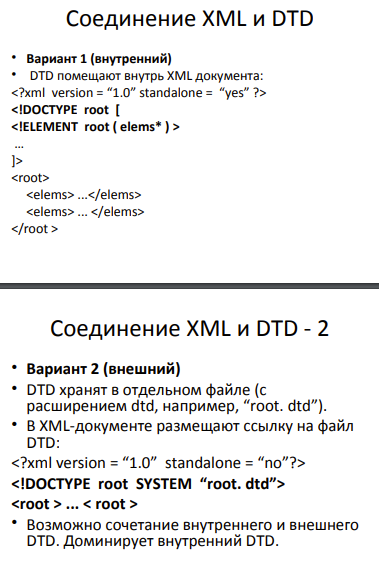 Соединение XML и DTD
• Вариант 1 (внутренний)
• DTD помещают внутрь XML документа:
<?xml version = “1.0” standalone = “yes” ?>
<!DOCTYPE root [
<!ELEMENT root ( elems* ) >
...
]>
<root>
<elems> ...</elems>
<elems> ... </elems>
</root >
Соединение XML и DTD - 2
• Вариант 2 (внешний)
• DTD хранят в отдельном файле (с
расширением dtd, например, “root. dtd”).
• В XML-документе размещают ссылку на файл
DTD:
<?xml version = “1.0” standalone = “no”?>
<!DOCTYPE root SYSTEM “root. dtd”>
<root > ... < root >
• Возможно сочетание внутреннего и внешнего
DTD. Доминирует внутренний DTD.